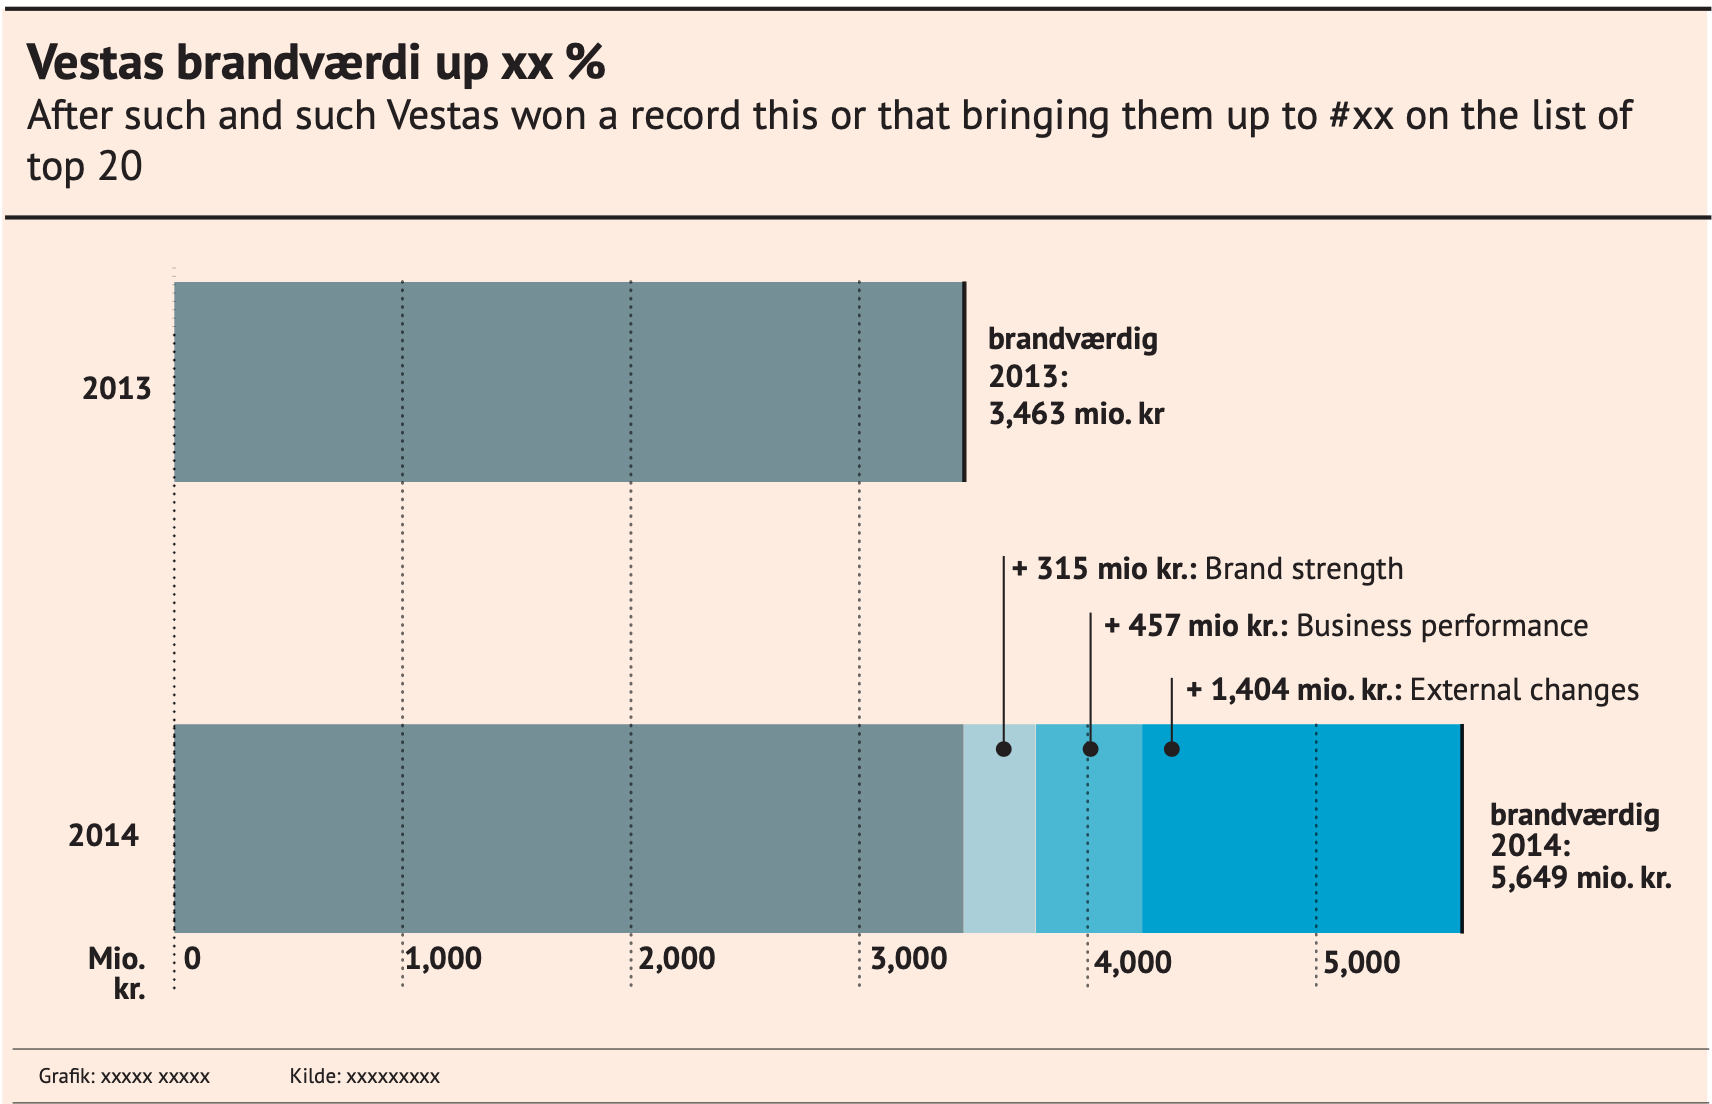 Vestas brandværdi up xx %
After such and such Vestas won a record this or that bringing them up to #xx on the list of
top 20
2013
brandværdig
2013:
3,463 mio. kr
+ 315 mio kr.: Brand strength
+ 457 mio kr.: Business performance
+ 1,404 mio. kr.: External changes
2014
brandværdig
2014:
5,649 mio. kr.
Mio.
kr.
0 1,000 2,000 3,000 4,000 5,000
Grafik: xxxxx xxxxx Kilde: xxxxxxxxx